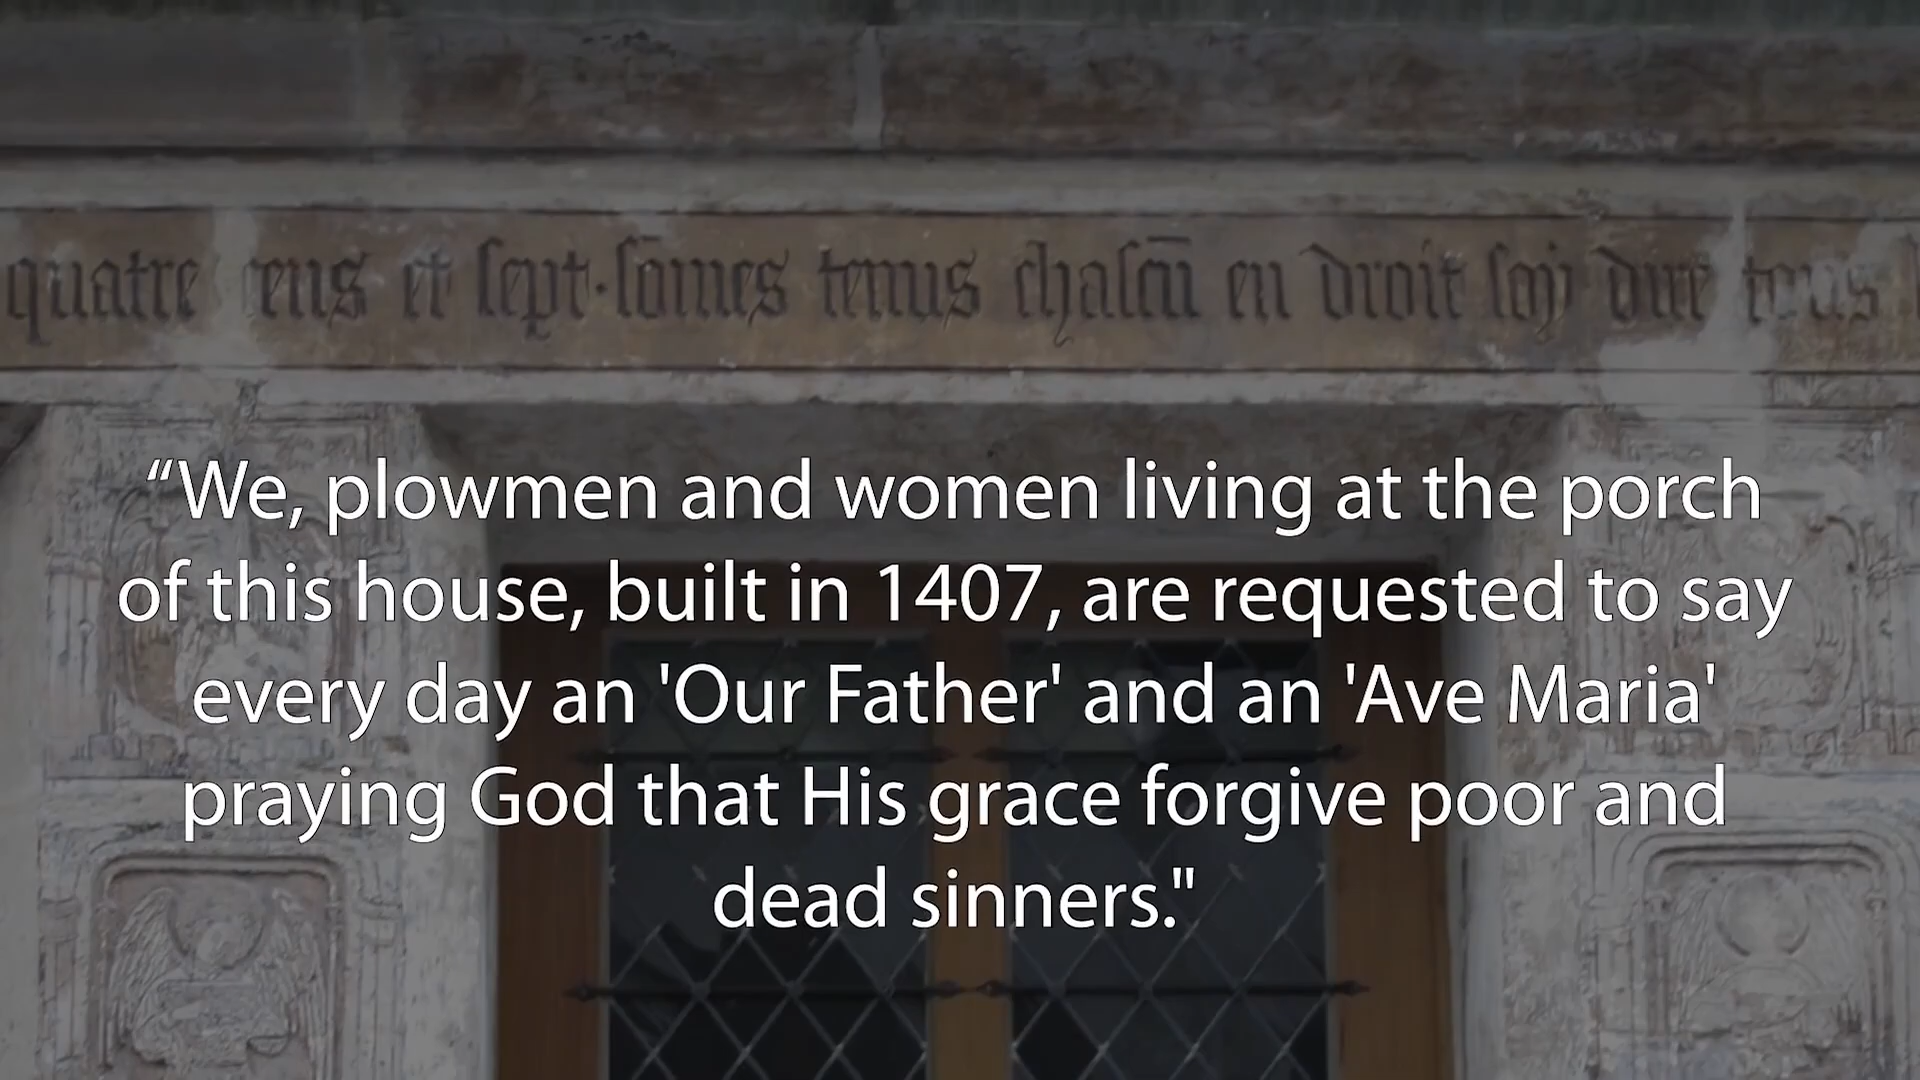 quatre cens et sept · sōmes tenus chascū en droit soy dire tous
“We, plowmen and women living at the porch
of this house, built in 1407, are requested to say
every day an 'Our Father' and an 'Ave Maria'
praying God that His grace forgive poor and
dead sinners."